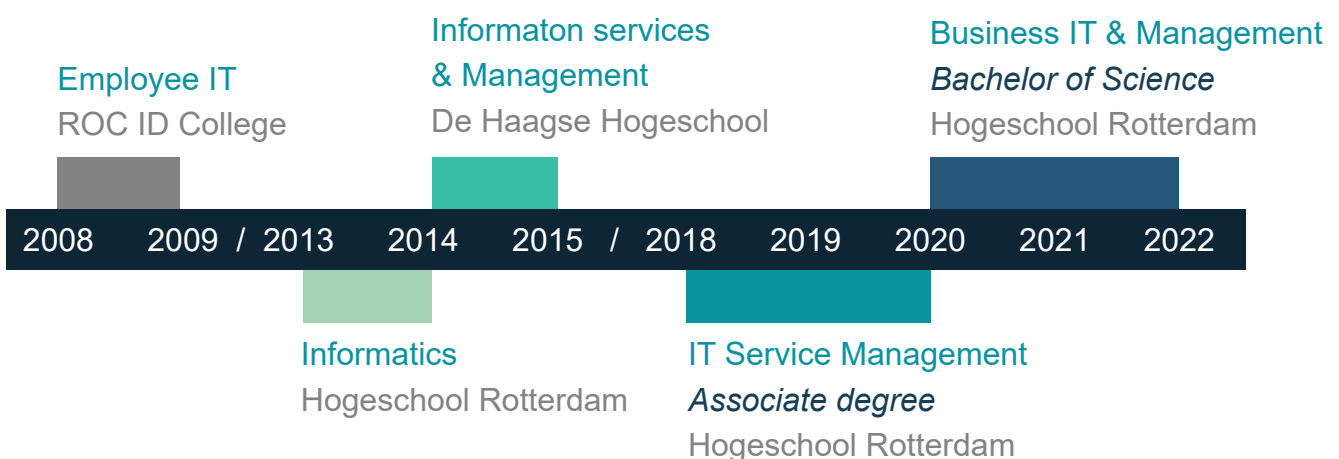 Employee IT
ROC ID College
Informaton services
& Management
De Haagse Hogeschool
Business IT & Management
Bachelor of Science
Hogeschool Rotterdam
2008 2009 / 2013 2014 2015 / 2018 2019 2020 2021 2022
Informatics
Hogeschool Rotterdam
IT Service Management
Associate degree
Hogeschool Rotterdam